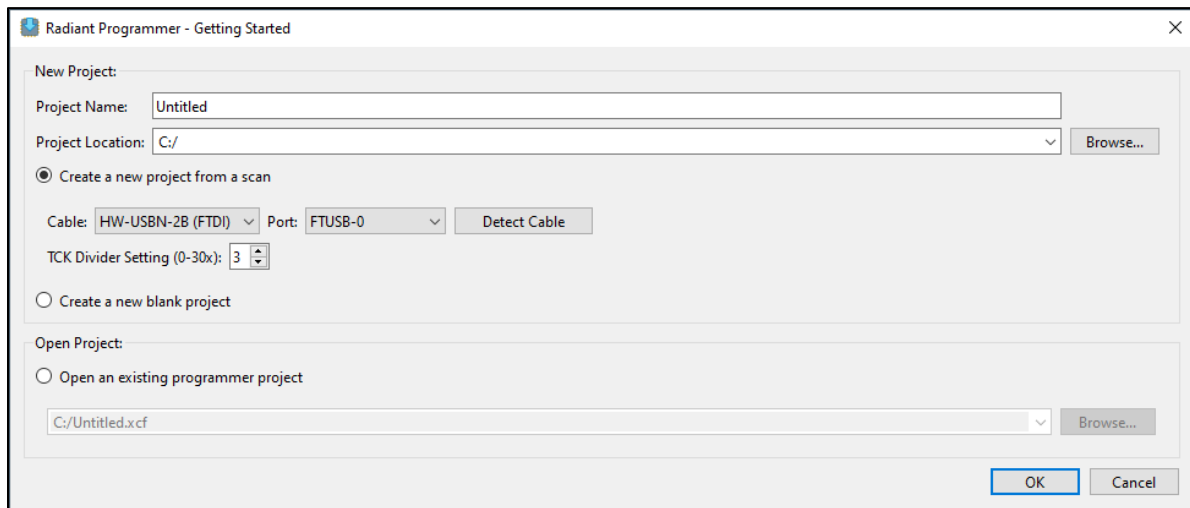 Radiant Programmer - Getting Started
New Project:
Project Name: Untitled
Project Location: C:/ Browse...
Create a new project from a scan
Cable: HW-USBN-2B (FTDI) Port: FTUSB-0 Detect Cable
TCK Divider Setting (0-30x): 3
Create a new blank project
Open Project:
Open an existing programmer project
C:/Untitled.xcf Browse...
OK Cancel